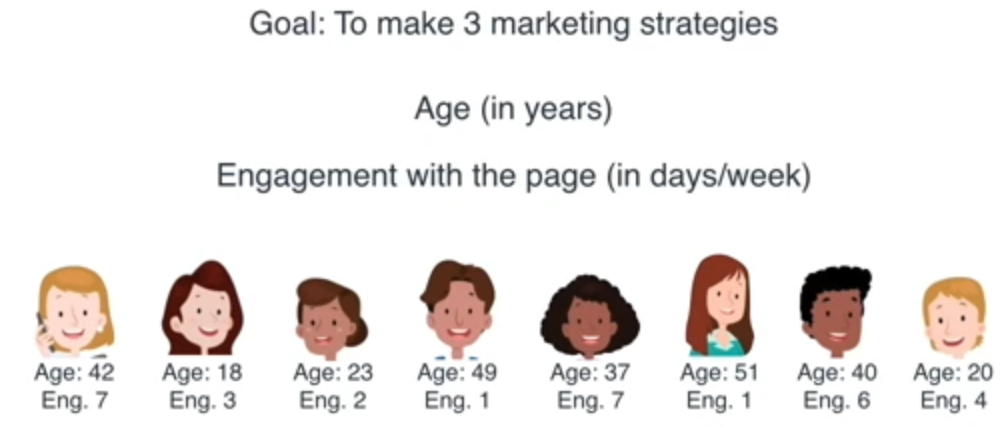 Goal: To make 3 marketing strategies
Age (in years)
Engagement with the page (in days/week)
Age: 42 Age: 18 Age: 23 Age: 49 Age: 37 Age: 51 Age: 40 Age: 20
Eng. 7 Eng. 3 Eng. 2 Eng. 1 Eng. 7 Eng. 1 Eng. 6 Eng. 4